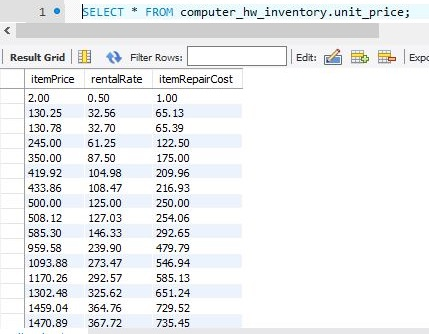 1 SELECT * FROM computer_hw_inventory.unit_price;
Result Grid Filter Rows: Edit: Expo
itemPrice rentalRate itemRepairCost
2.00 0.50 1.00
130.25 32.56 65.13
130.78 32.70 65.39
245.00 61.25 122.50
350.00 87.50 175.00
419.92 104.98 209.96
433.86 108.47 216.93
500.00 125.00 250.00
508.12 127.03 254.06
585.30 146.33 292.65
959.58 239.90 479.79
1093.88 273.47 546.94
1170.26 292.57 585.13
1302.48 325.62 651.24
1459.04 364.76 729.52
1470.89 367.72 735.45